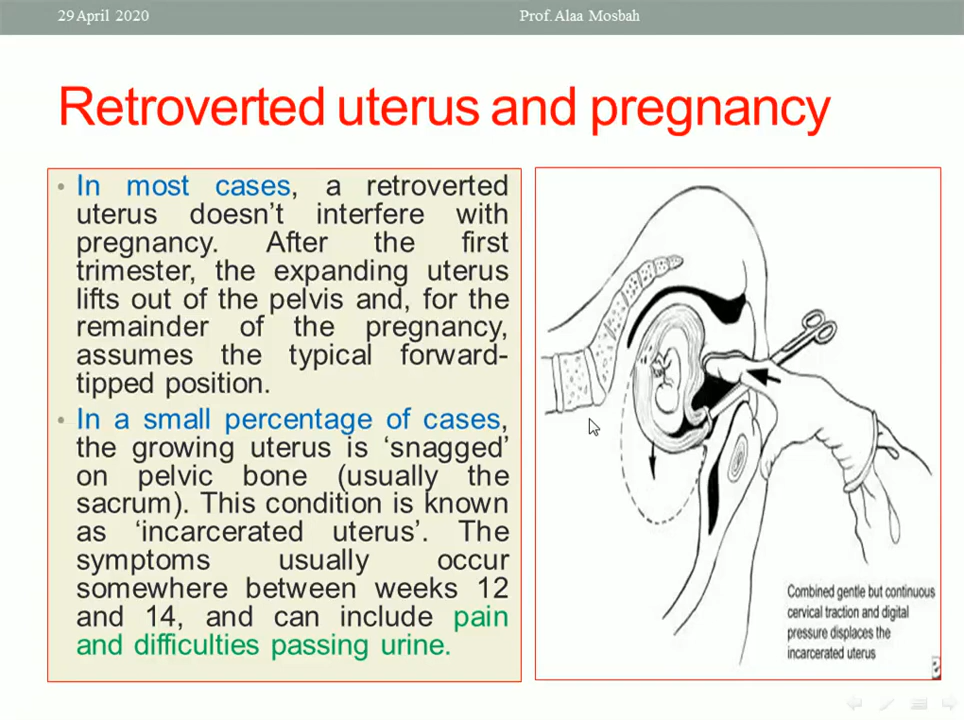 29 April 2020
Prof. Alaa Mosbah
Retroverted uterus and pregnancy
• In most cases, a retroverted
uterus doesn't interfere with
pregnancy. After the first
trimester, the expanding uterus
lifts out of the pelvis and, for the
remainder of the pregnancy,
assumes the typical forward-
tipped position.
• In a small percentage of cases,
the growing uterus is ‘snagged’
on pelvic bone (usually the
sacrum). This condition is known
as ‘incarcerated uterus’. The
symptoms usually occur
somewhere between weeks 12
and 14, and can include pain
and difficulties passing urine.
Combined gentle but continuous
cervical traction and digital
pressure displaces the
incarcerated uterus